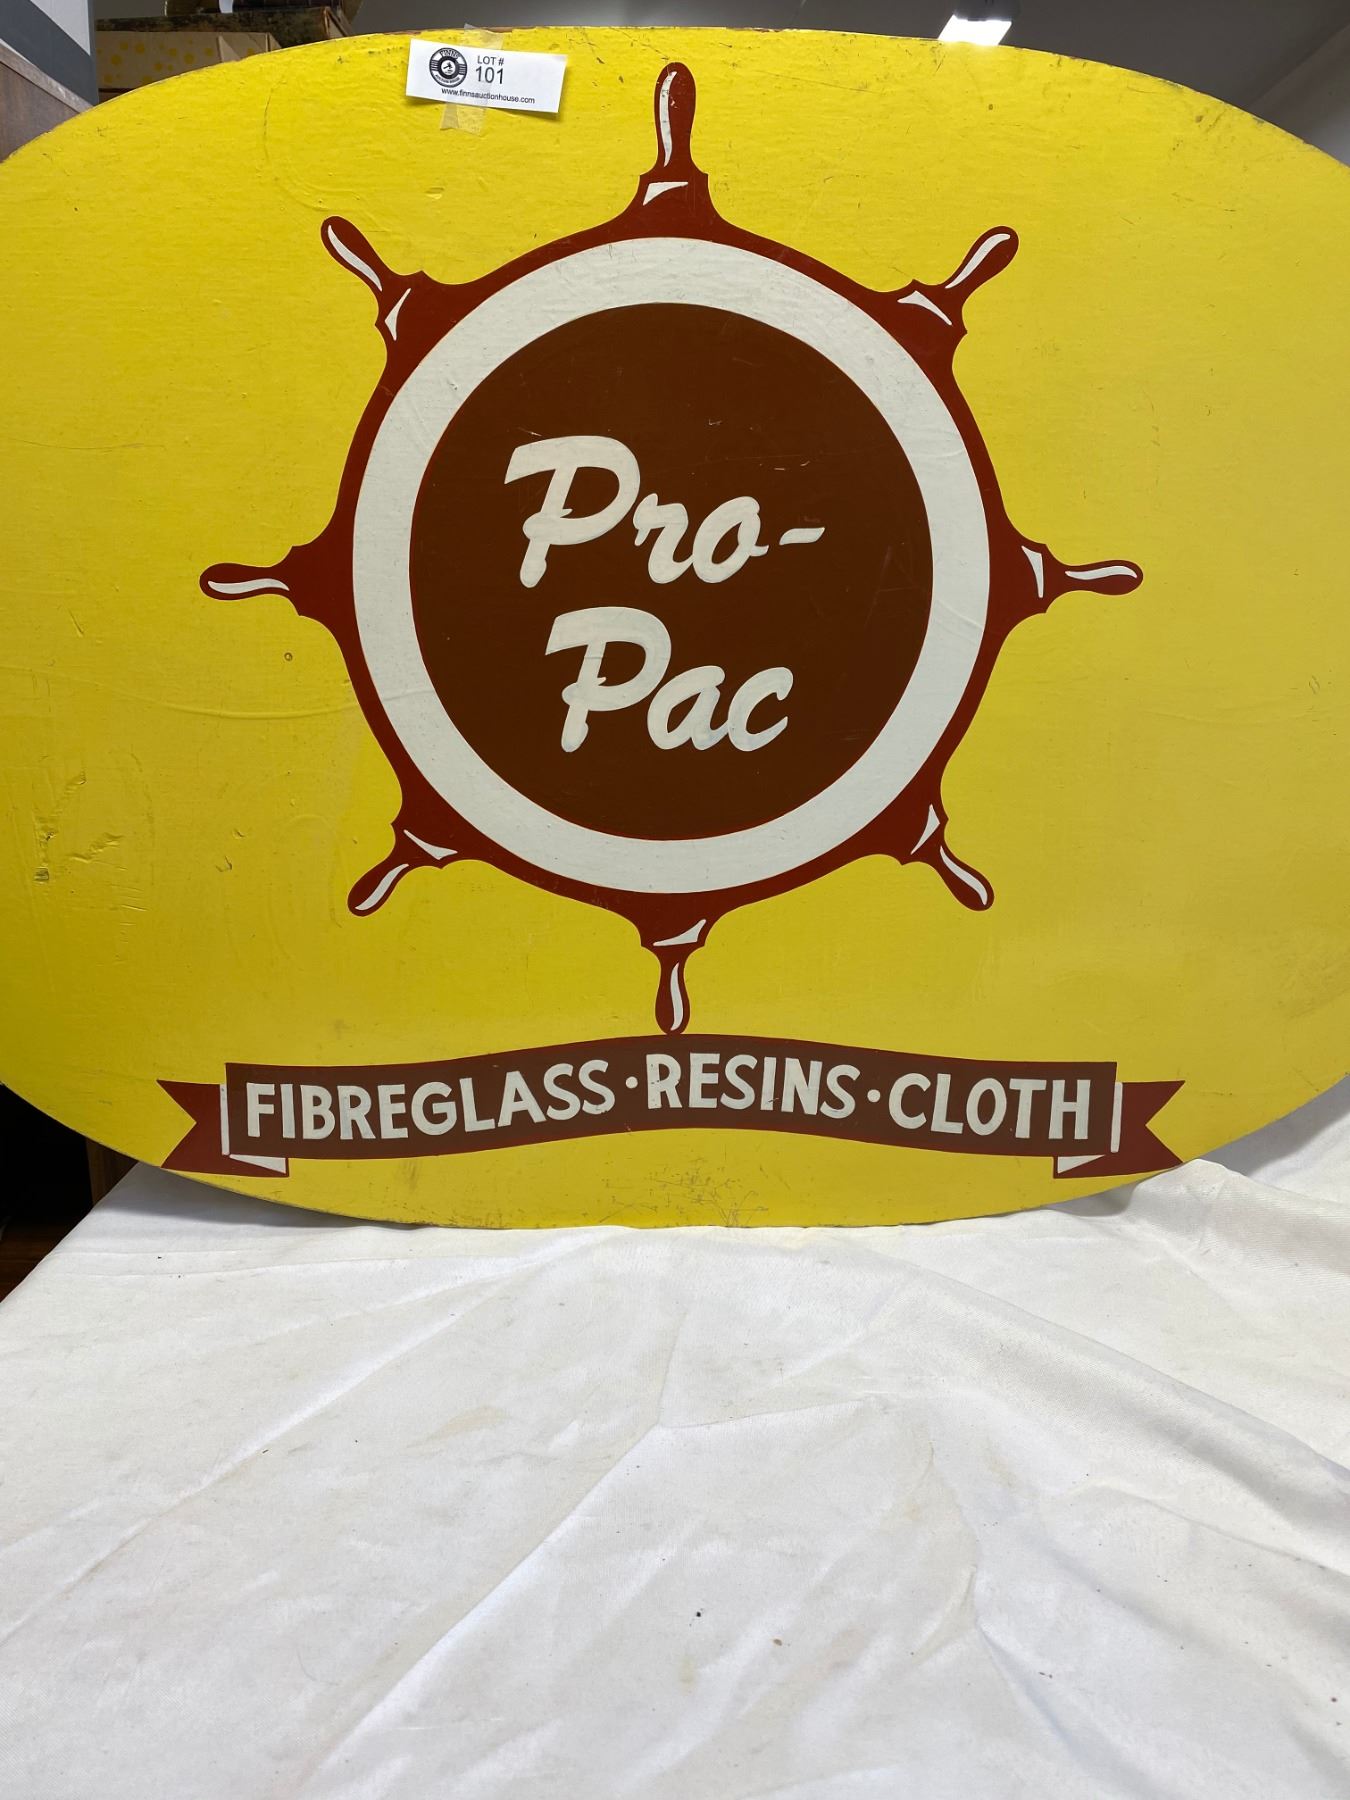 LOT #
101
www.finnsauctionhouse.com
Pro-
Pac
FIBREGLASS · RESINS · CLOTH